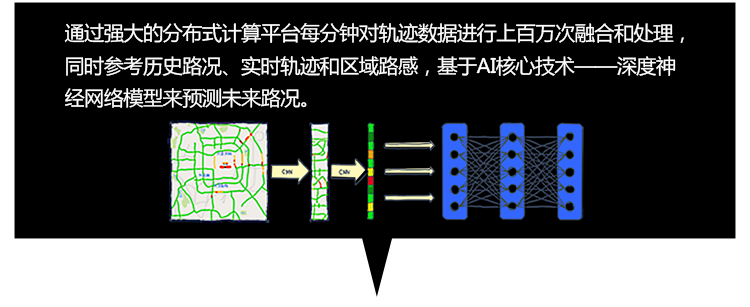 通过强大的分布式计算平台每分钟对轨迹数据进行上百万次融合和处理，
同时参考历史路况、实时轨迹和区域路感，基于AI核心技术——深度神
经网络模型来预测未来路况。
CNN
CNN